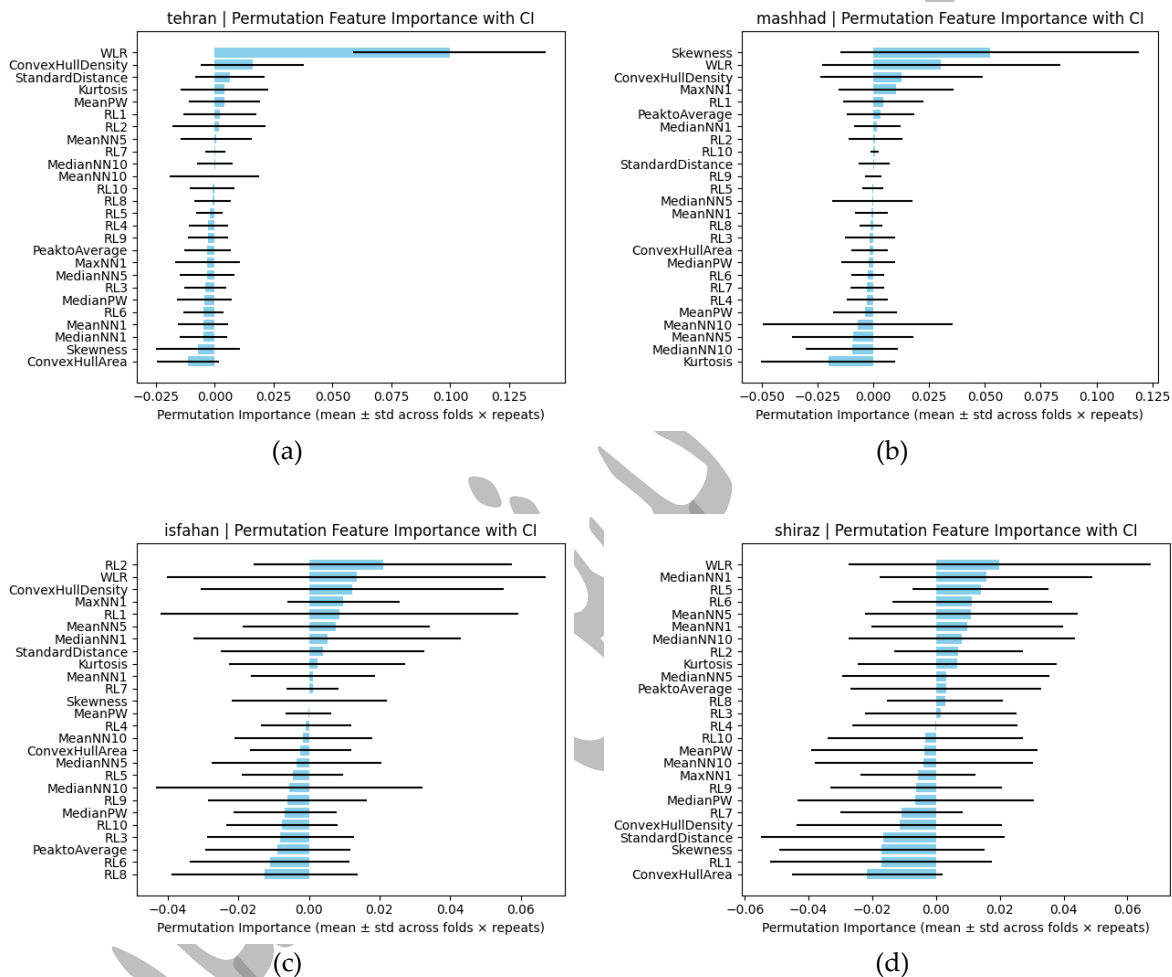 tehran | Permutation Feature Importance with CI
WLR
ConvexHullDensity
StandardDistance
Kurtosis
MeanPW
RL1
RL2
MeanNN5
RL7
MedianNN10
MeanNN10
RL10
RL8
RL5
RL4
RL9
PeaktoAverage
MaxNN1
MedianNN5
RL3
MedianPW
RL6
MeanNN1
MedianNN1
Skewness
ConvexHullArea
−0.025 0.000 0.025 0.050 0.075 0.100 0.125
Permutation Importance (mean ± std across folds × repeats)
(a)
mashhad | Permutation Feature Importance with CI
Skewness
WLR
ConvexHullDensity
MaxNN1
RL1
PeaktoAverage
MedianNN1
RL2
RL10
StandardDistance
RL9
RL5
MedianNN5
MeanNN1
RL8
RL3
ConvexHullArea
MedianPW
RL6
RL7
RL4
MeanPW
MeanNN10
MeanNN5
MedianNN10
Kurtosis
−0.050 −0.025 0.000 0.025 0.050 0.075 0.100 0.125
Permutation Importance (mean ± std across folds × repeats)
(b)
isfahan | Permutation Feature Importance with CI
RL2
WLR
ConvexHullDensity
MaxNN1
RL1
MeanNN5
MedianNN1
StandardDistance
Kurtosis
MeanNN1
RL7
Skewness
MeanPW
RL4
MeanNN10
ConvexHullArea
MedianNN5
RL5
MedianNN10
RL9
MedianPW
RL10
RL3
PeaktoAverage
RL6
RL8
−0.04 −0.02 0.00 0.02 0.04 0.06
Permutation Importance (mean ± std across folds × repeats)
(c)
shiraz | Permutation Feature Importance with CI
WLR
MedianNN1
RL5
RL6
MeanNN5
MeanNN1
MedianNN10
RL2
Kurtosis
MedianNN5
PeaktoAverage
RL8
RL3
RL4
RL10
MeanPW
MeanNN10
MaxNN1
RL9
MedianPW
RL7
ConvexHullDensity
StandardDistance
Skewness
RL1
ConvexHullArea
−0.06 −0.04 −0.02 0.00 0.02 0.04 0.06
Permutation Importance (mean ± std across folds × repeats)
(d)